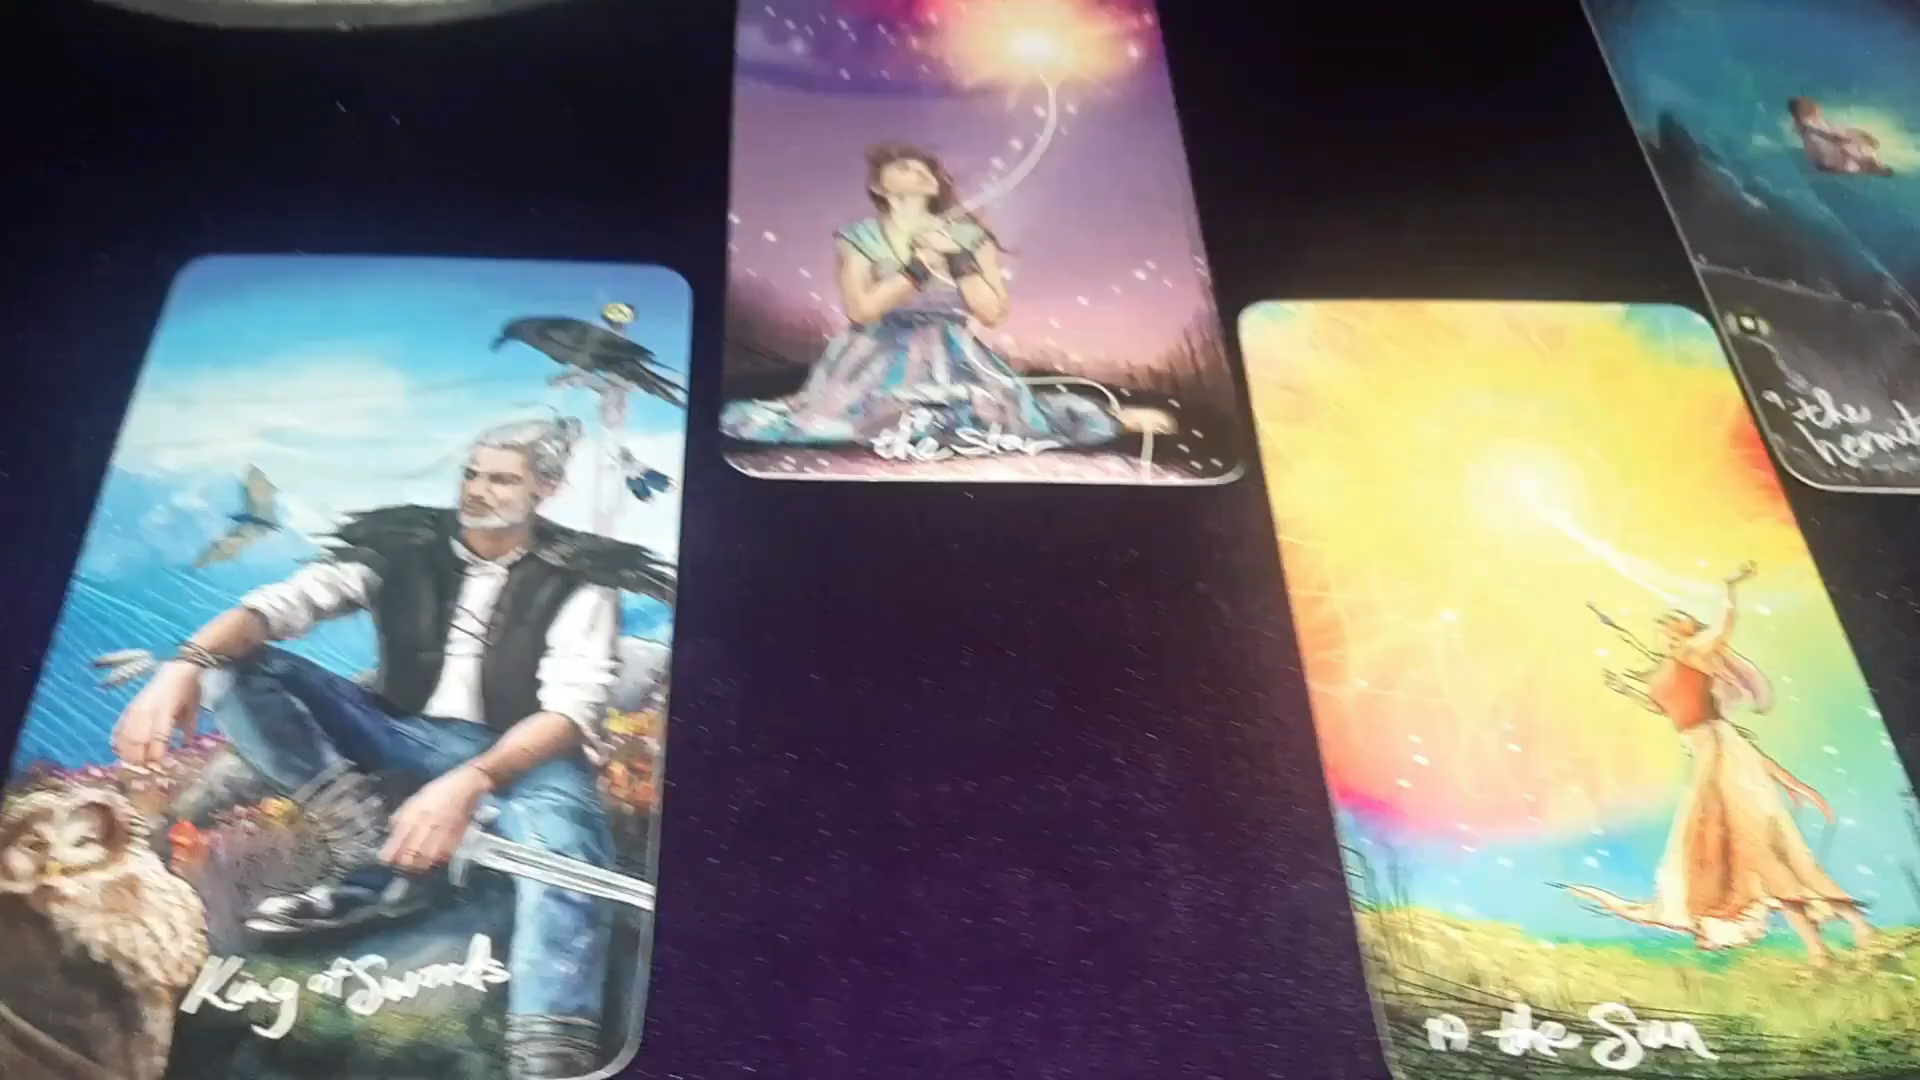 the Star
9 the
hermit
King of Swords
19 the Sun